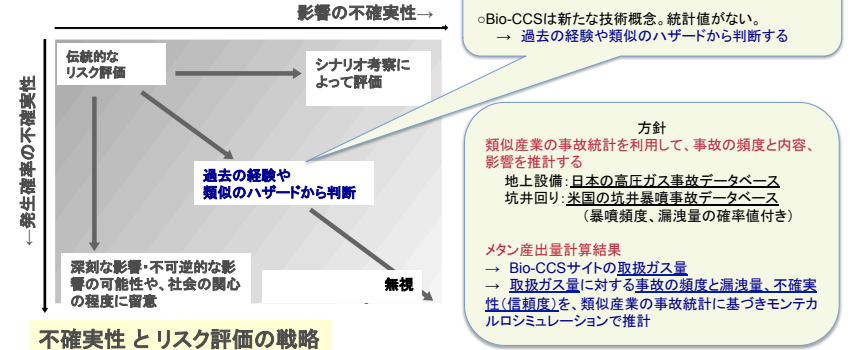 影響の不確実性→
←発生確率の不確実性
伝統的な
リスク評価
シナリオ考察に
よって評価
過去の経験や
類似のハザードから判断
深刻な影響・不可逆的な影
響の可能性や、社会の関心
の程度に留意
無視
不確実性 とリスク評価の戦略
○Bio-CCSは新たな技術概念。統計値がない。
→ 過去の経験や類似のハザードから判断する
方針
類似産業の事故統計を利用して、事故の頻度と内容、
影響を推計する
地上設備：日本の高圧ガス事故データベース
坑井回り：米国の坑井暴噴事故データベース
（暴噴頻度、漏洩量の確率値付き）
メタン産出量計算結果
→ Bio-CCSサイトの取扱ガス量
→ 取扱ガス量に対する事故の頻度と漏洩量、不確実
性（信頼度）を、類似産業の事故統計に基づきモンテカ
ルロシミュレーションで推計